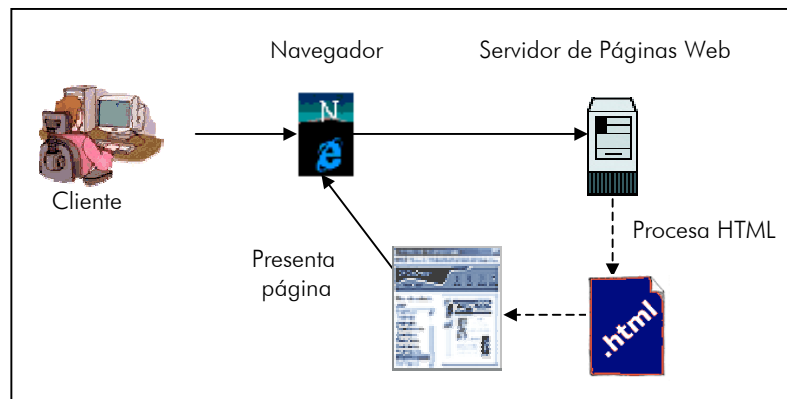 Navegador
Servidor de Páginas Web
N
e
Cliente
Procesa HTML
Presenta
página
.html